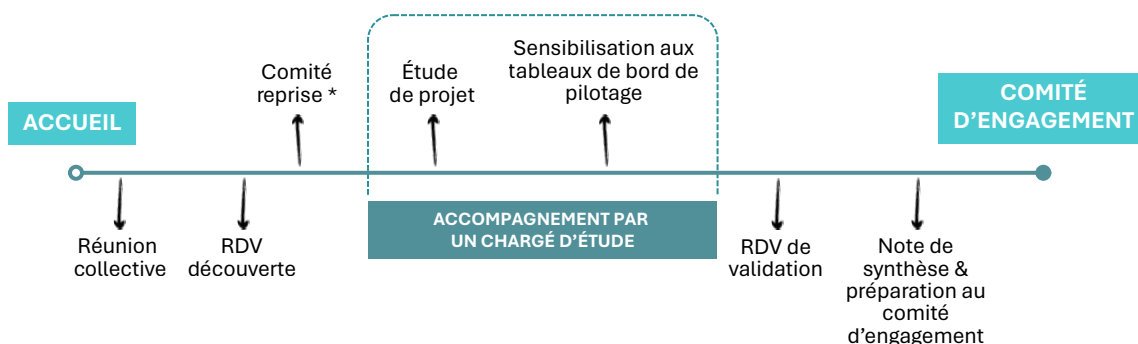 ACCUEIL
Réunion
collective
RDV
découverte
Comité
reprise *
Étude
de projet
Sensibilisation aux
tableaux de bord de
pilotage
ACCOMPAGNEMENT PAR
UN CHARGÉ D’ÉTUDE
RDV de
validation
Note de
synthèse &
préparation au
comité
d’engagement
COMITÉ
D’ENGAGEMENT